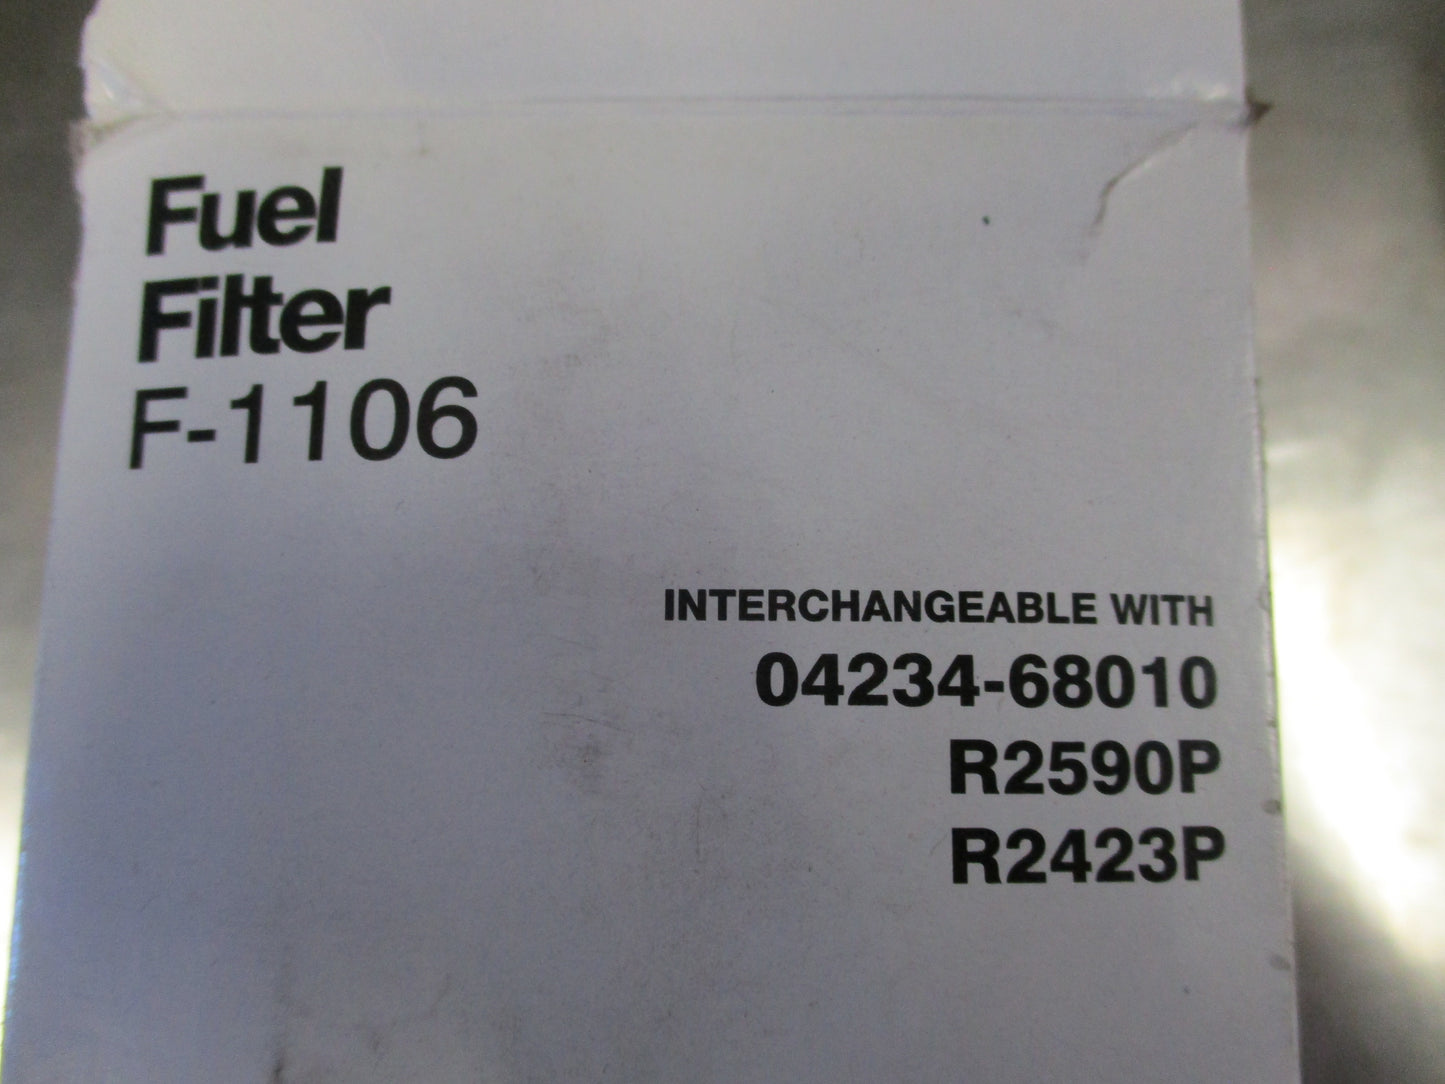 Fuel
Filter
F-1106
INTERCHANGEABLE WITH
04234-68010
R2590P
R2423P